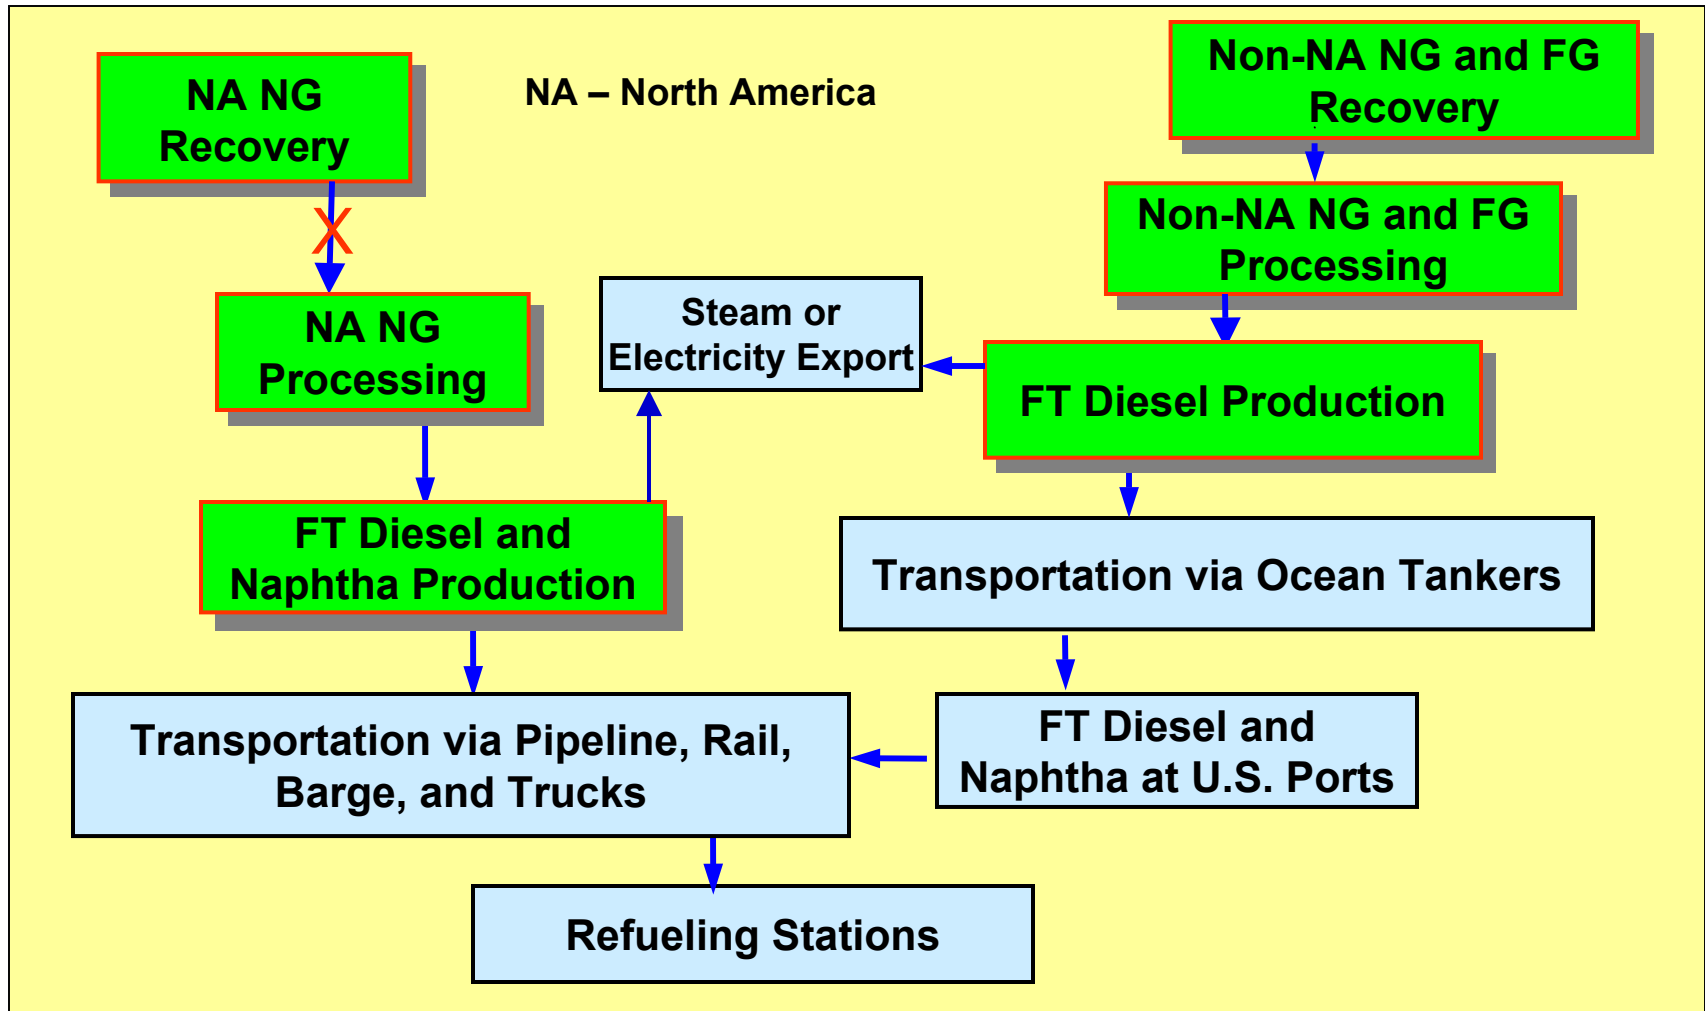 NA NG
Recovery
NA – North America
Non-NA NG and FG
Recovery
X
Non-NA NG and FG
Processing
NA NG
Processing
Steam or
Electricity Export
FT Diesel Production
FT Diesel and
Naphtha Production
Transportation via Ocean Tankers
Transportation via Pipeline, Rail,
Barge, and Trucks
FT Diesel and
Naphtha at U.S. Ports
Refueling Stations